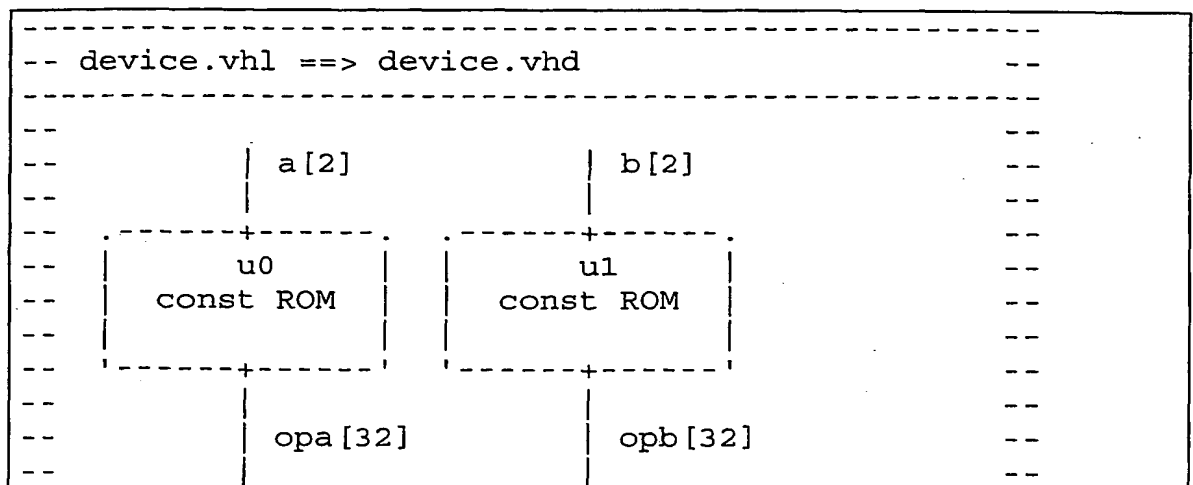 ------------------------------------------------------
-- device.vhl ==> device.vhd                        --
------------------------------------------------------
--                                                  --
--          | a[2]            | b[2]                --
--          |                 |                     --
--  .-------+-------. .-------+-------.             --
--  |      u0       | |      u1       |             --
--  |  const ROM    | |  const ROM    |             --
--  |               | |               |             --
--  '-------+-------' '-------+-------'             --
--          |                 |                     --
--          | opa[32]         | opb[32]             --
--          |                 |                     --